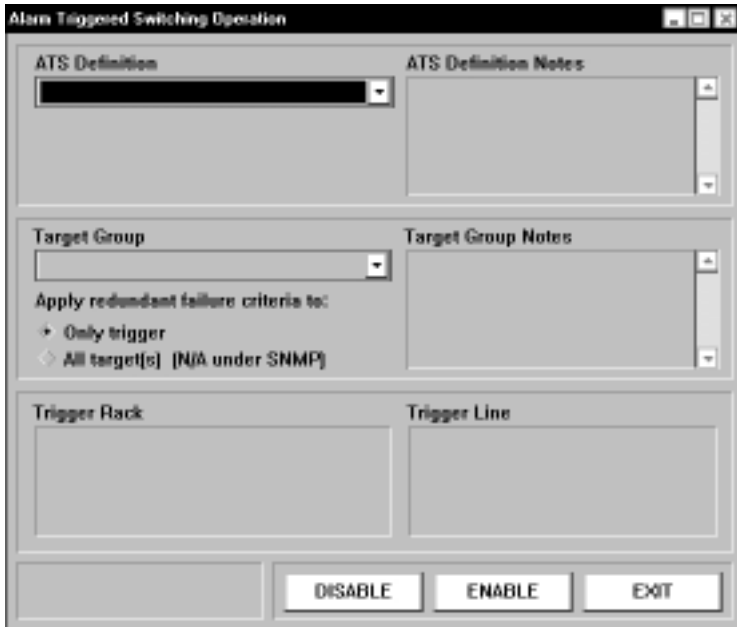 Alarm Triggered Switching Operation
ATS Definition
ATS Definition Notes
Target Group
Target Group Notes
Apply redundant failure criteria to:
Only trigger
All target(s) (N/A under SNMP)
Trigger Rack
Trigger Line
DISABLE
ENABLE
EXIT